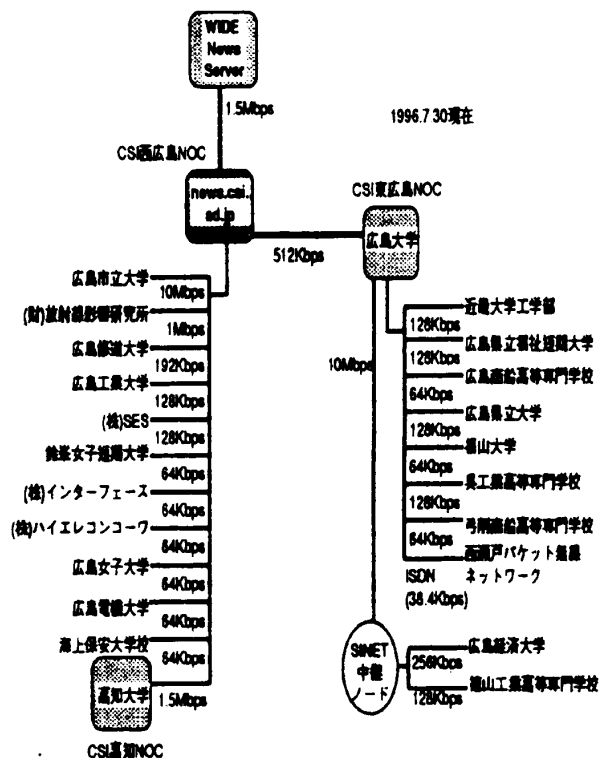 WIDE
News
Server
1.5Mbps
1996.7.30現在
CSI西広島NOC
news.csi.
ad.jp
CSI東広島NOC
広島大学
512Kbps
広島市立大学
10Mbps
(財)放射線影響研究所
1Mbps
広島修道大学
192Kbps
広島工業大学
128Kbps
(株)SES
128Kbps
鈴峯女子短期大学
64Kbps
(株)インターフェース
64Kbps
(株)ハイエレコンコーワ
64Kbps
広島女子大学
64Kbps
広島電機大学
64Kbps
海上保安大学校
64Kbps
高知大学
1.5Mbps
CSI高知NOC
10Mbps
近畿大学工学部
128Kbps
広島県立福祉短期大学
128Kbps
広島商船高等専門学校
64Kbps
広島県立大学
128Kbps
福山大学
64Kbps
呉工業高等専門学校
128Kbps
弓削商船高等専門学校
64Kbps
西瀬戸パケット無線
ネットワーク
ISDN
(38.4Kbps)
SINET
中継
ノード
広島経済大学
256Kbps
徳山工業高等専門学校
128Kbps